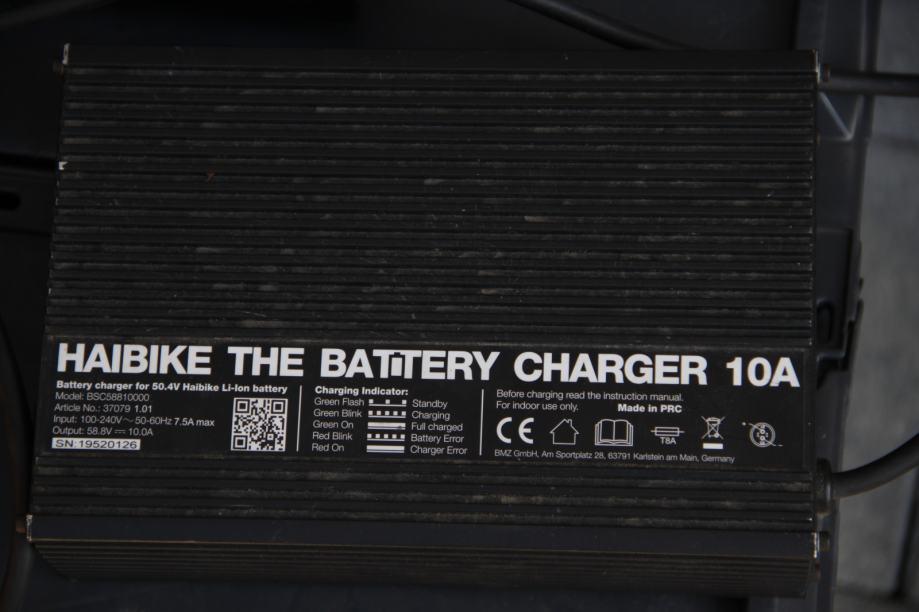 HAIBIKE THE BATTERY CHARGER 10A
Battery charger for 50.4V Haibike Li-Ion battery
Model: BSC58810000
Article No.: 37079 1.01
Input: 100-240V~ 50-60Hz 7.5A max
Output: 58.8V⎓ 10.0A
SN:19520126
Charging Indicator:
Green Flash Standby
Green Blink Charging
Green On Full charged
Red Blink Battery Error
Red On Charger Error
Before charging read the instruction manual.
For indoor use only. Made in PRC
CE
T8A
BMZ GmbH, Am Sportplatz 28, 63791 Karlstein am Main, Germany